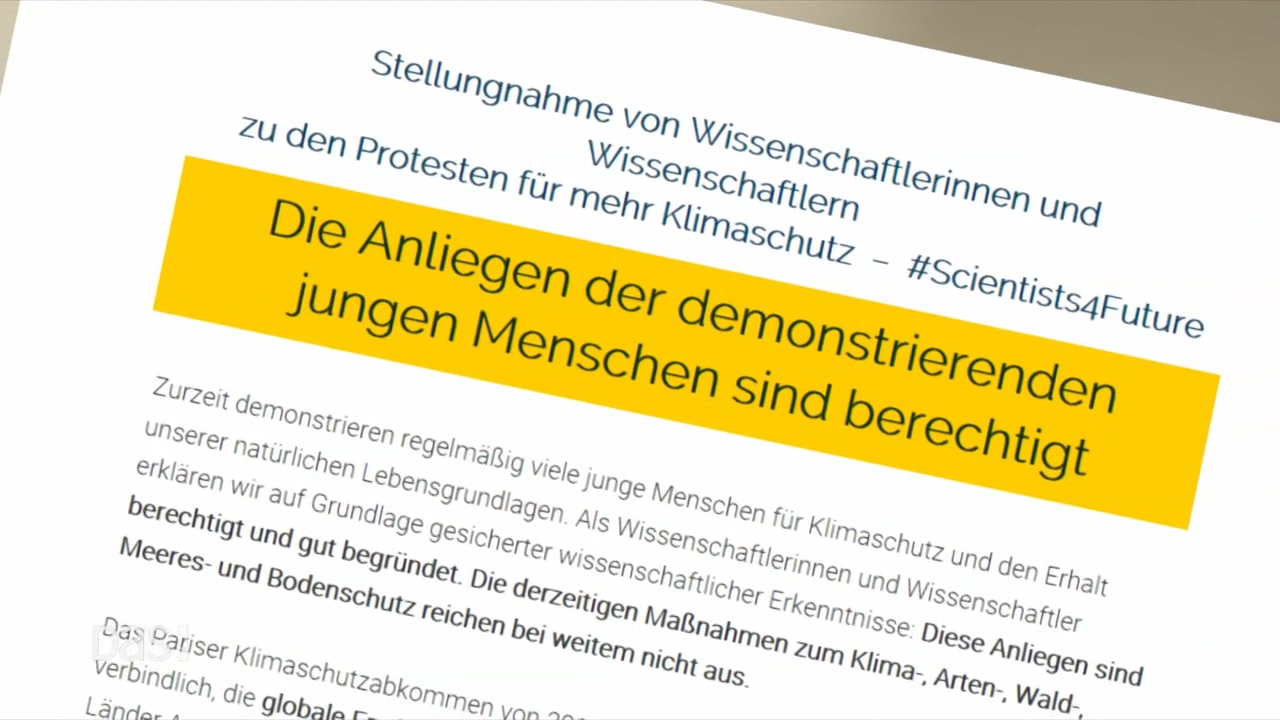 Stellungnahme von Wissenschaftlerinnen und
Wissenschaftlern
zu den Protesten für mehr Klimaschutz – #Scientists4Future
Die Anliegen der demonstrierenden
jungen Menschen sind berechtigt
Zurzeit demonstrieren regelmäßig viele junge Menschen für Klimaschutz und den Erhalt
unserer natürlichen Lebensgrundlagen. Als Wissenschaftlerinnen und Wissenschaftler
erklären wir auf Grundlage gesicherter wissenschaftlicher Erkenntnisse: Diese Anliegen sind
berechtigt und gut begründet. Die derzeitigen Maßnahmen zum Klima-, Arten-, Wald-,
Meeres- und Bodenschutz reichen bei weitem nicht aus.
Das Pariser Klimaschutzabkommen von
verbindlich, die globale
Länder
DAS!